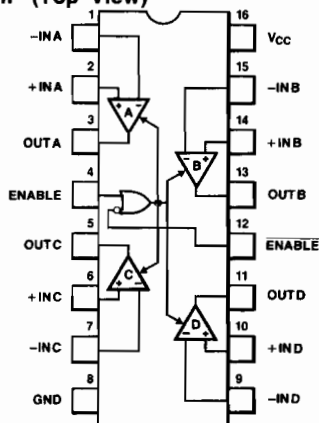 (Top View)
1
-INA
2
+INA
3
OUTA
4
ENABLE
5
OUTC
6
+INC
7
-INC
8
GND
16
VCC
15
-INB
14
+INB
13
OUTB
12
ENABLE
11
OUTD
10
+IND
9
-IND
+ -
A
- +
B
C
+ -
D
- +